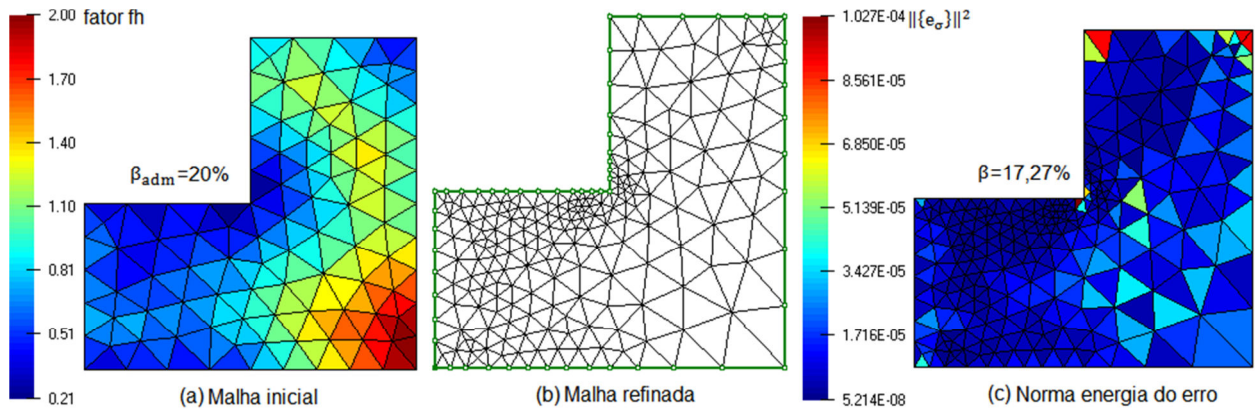 2.00
fator fh
1.70
1.40
1.10
0.81
0.51
0.21
βadm=20%
(a) Malha inicial
(b) Malha refinada
1.027E-04
||{eσ}||²
8.561E-05
6.850E-05
5.139E-05
3.427E-05
1.716E-05
5.214E-08
β=17,27%
(c) Norma energia do erro